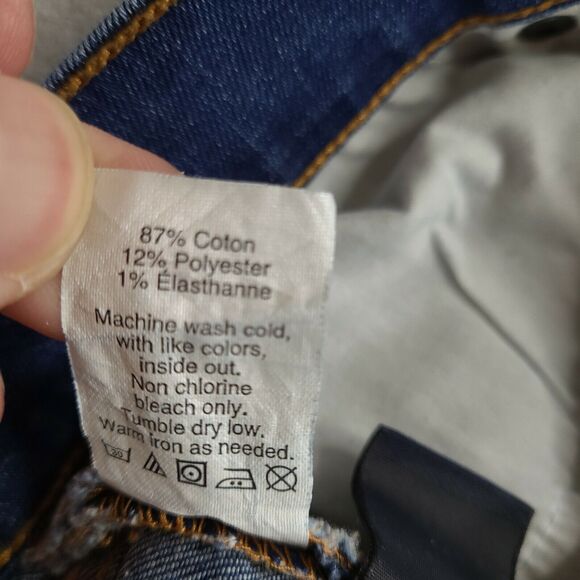 87% Coton
12% Polyester
1% Élasthanne
Machine wash cold,
with like colors,
inside out.
Non chlorine
bleach only.
Tumble dry low.
Warm iron as needed.
30